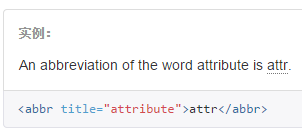 实例：
An abbreviation of the word attribute is attr.
<abbr title="attribute">attr</abbr>